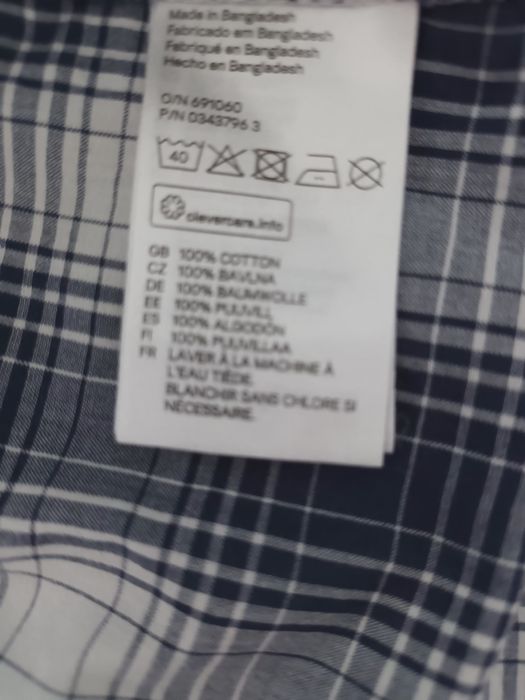 Made in Bangladesh
Fabricado em Bangladesh
Fabriqué en Bangladesh
Hecho en Bangladesh
O/N 691060
P/N 0343796 3
40
clevercare.info
GB 100% COTTON
CZ 100% BAVLNA
DE 100% BAUMWOLLE
EE 100% PUUVILL
ES 100% ALGODÓN
FI 100% PUUVILLAA
FR LAVER À LA MACHINE À
L'EAU TIÈDE.
BLANCHIR SANS CHLORE SI
NÉCESSAIRE.